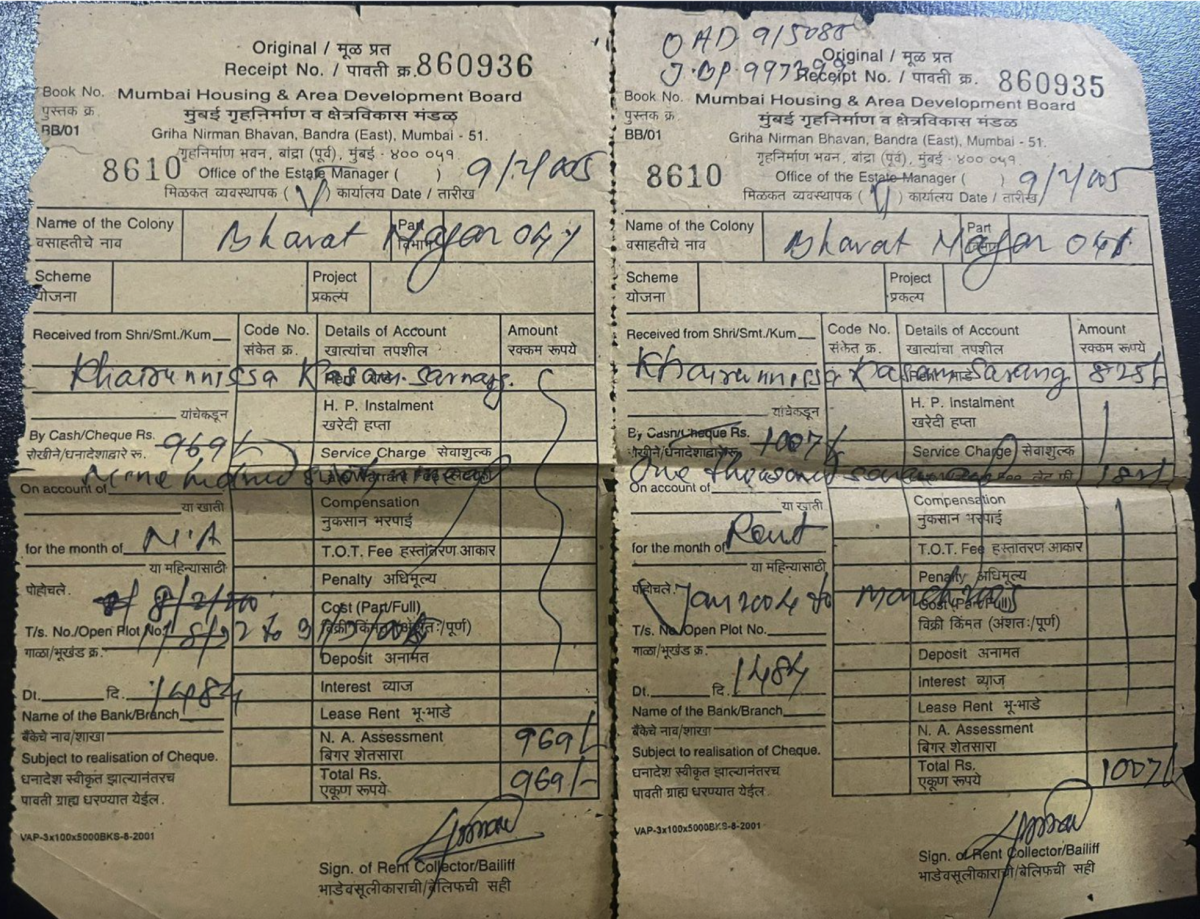 Original / मूळ प्रत
Receipt No. / पावती क्र. 860936
Book No. Mumbai Housing & Area Development Board
पुस्तक क्र मुंबई गृहनिर्माण व क्षेत्रविकास मंडळ
BB/01 Griha Nirman Bhavan, Bandra (East), Mumbai - 51.
गृहनिर्माण भवन, बांद्रा (पूर्व), मुंबई - ४०० ०५१.
8610 Office of the Estate Manager ( )
मिळकत व्यवस्थापक ( ) कार्यालय Date / तारीख
Name of the Colony Bharat Nagar Part
वसाहतीचे नाव
Scheme Project
योजना प्रकल्प
Received from Shri/Smt./Kum Code No. Details of Account Amount
संकेत क्र. खात्यांचा तपशील रक्कम रूपये
Khairunnissa
H. P. Instalment
यांचेकडून खरेदी हप्ता
By Cash/Cheque Rs. 969/-
रोखीने/धनादेशाद्वारे रू. Service Charge सेवाशुल्क
On account of
या खाती Compensation
नुकसान भरपाई
for the month of N.A T.O.T. Fee हस्तांतरण आकार
या महिन्यासाठी
पोहोचले. Penalty अधिमूल्य
Cost (Part/Full)
T/s. No./Open Plot No.
गाळा/भूखंड क्र. Deposit अनामत
Dt. दि. 1484 Interest व्याज
Name of the Bank/Branch Lease Rent भू-भाडे
बँकेचे नाव/शाखा N. A. Assessment 969/-
Subject to realisation of Cheque. बिगर शेतसारा
धनादेश स्वीकृत झाल्यानंतरच Total Rs. 969/-
पावती ग्राह्य धरण्यात येईल. एकूण रूपये
VAP-3x100x5000BKS-8-2001
Sign. of Rent Collector/Bailiff
भाडेवसूलीकाराची/बेलिफची सही
Original / मूळ प्रत
Receipt No. / पावती क्र. 860935
Book No. Mumbai Housing & Area Development Board
पुस्तक क्र मुंबई गृहनिर्माण व क्षेत्रविकास मंडळ
BB/01 Griha Nirman Bhavan, Bandra (East), Mumbai - 51.
गृहनिर्माण भवन, बांद्रा (पूर्व), मुंबई - ४०० ०५१.
8610 Office of the Estate Manager ( )
मिळकत व्यवस्थापक ( ) कार्यालय Date / तारीख
Name of the Colony Bharat Nagar Part
वसाहतीचे नाव
Scheme Project
योजना प्रकल्प
Received from Shri/Smt./Kum Code No. Details of Account Amount
संकेत क्र. खात्यांचा तपशील रक्कम रूपये
Khairunnissa Sarang 828/-
H. P. Instalment
यांचेकडून खरेदी हप्ता
By Cash/Cheque Rs. 1007/-
रोखीने/धनादेशाद्वारे रू. Service Charge सेवाशुल्क
One thousand
On account of
या खाती Compensation
Rent नुकसान भरपाई
for the month of T.O.T. Fee हस्तांतरण आकार
या महिन्यासाठी
पोहोचले. Penalty अधिमूल्य
Jan 2004 to March 2005 Cost (Part/Full)
विक्री किंमत (अंशतः/पूर्ण)
T/s. No./Open Plot No.
गाळा/भूखंड क्र. Deposit अनामत
Dt. दि. 1484 Interest व्याज
Name of the Bank/Branch Lease Rent भू-भाडे
बँकेचे नाव/शाखा N. A. Assessment
Subject to realisation of Cheque. बिगर शेतसारा
धनादेश स्वीकृत झाल्यानंतरच Total Rs. 1007/-
पावती ग्राह्य धरण्यात येईल. एकूण रूपये
VAP-3x100x5000BKS-8-2001
Sign. of Rent Collector/Bailiff
भाडेवसूलीकाराची/बेलिफची सही